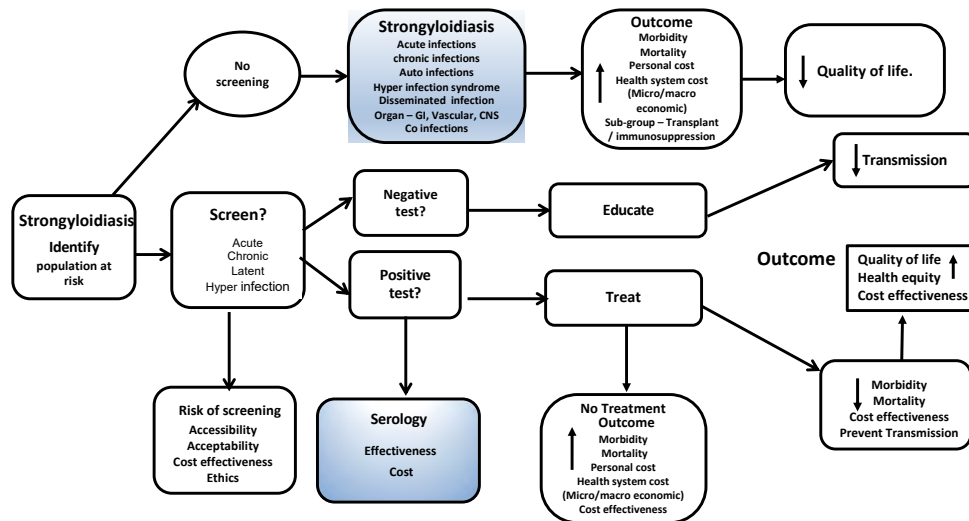 No
screening
Strongyloidiasis
Acute infections
chronic infections
Auto infections
Hyper infection syndrome
Disseminated infection
Organ – GI, Vascular, CNS
Co infections
Outcome
Morbidity
Mortality
Personal cost
Health system cost
(Micro/macro
economic)
Sub-group – Transplant
/ immunosuppression
Quality of life.
Strongyloidiasis
Identify
population at
risk
Screen?
Acute
Chronic
Latent
Hyper infection
Negative
test?
Educate
Transmission
Positive
test?
Treat
Outcome
Quality of life
Health equity
Cost effectiveness
Risk of screening
Accessibility
Acceptability
Cost effectiveness
Ethics
Serology
Effectiveness
Cost
No Treatment
Outcome
Morbidity
Mortality
Personal cost
Health system cost
(Micro/macro economic)
Cost effectiveness
Morbidity
Mortality
Cost effectiveness
Prevent Transmission